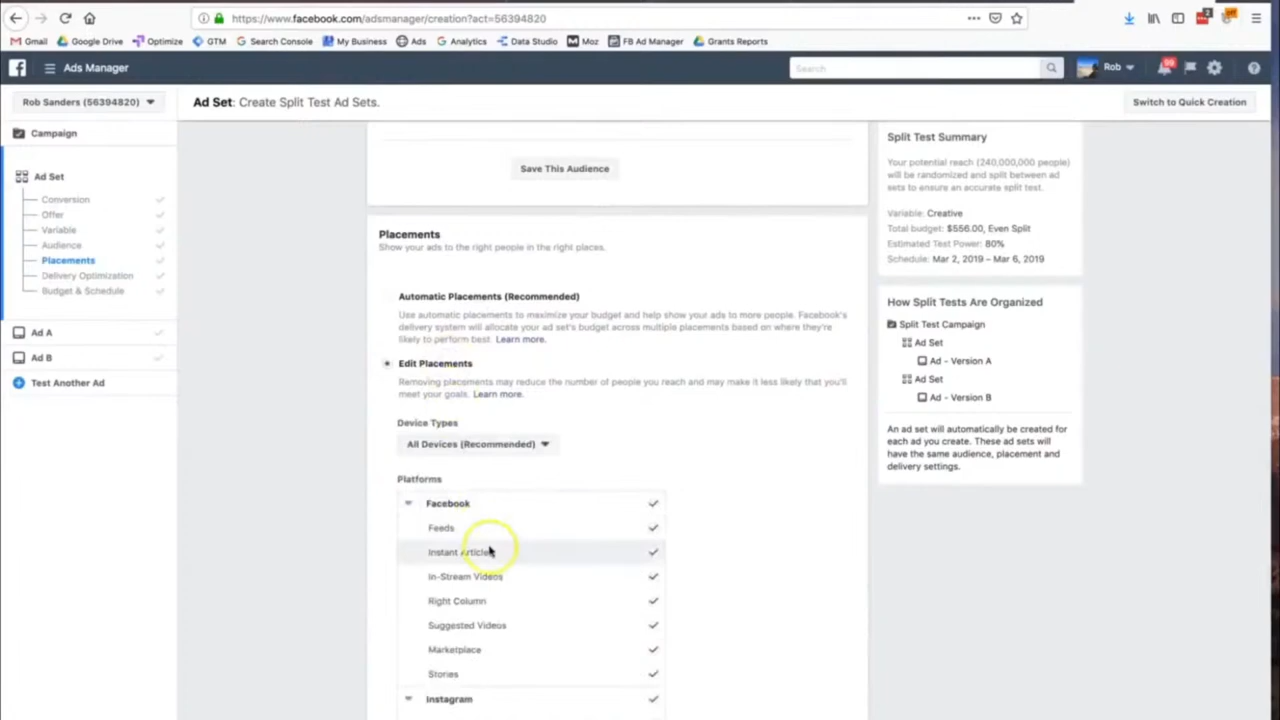 https://www.facebook.com/adsmanager/creation?act=56394820
Gmail
Google Drive
Optimize
GTM
Search Console
My Business
Ads
Analytics
Data Studio
Moz
FB Ad Manager
Grants Reports
Ads Manager
Search
Rob
Rob Sanders (56394820)
Ad Set: Create Split Test Ad Sets.
Switch to Quick Creation
Campaign
Ad Set
Conversion
Offer
Variable
Audience
Placements
Delivery Optimization
Budget & Schedule
Ad A
Ad B
Test Another Ad
Save This Audience
Placements
Show your ads to the right people in the right places.
Automatic Placements (Recommended)
Use automatic placements to maximize your budget and help show your ads to more people. Facebook's
delivery system will allocate your ad set's budget across multiple placements based on where they're
likely to perform best. Learn more.
Edit Placements
Removing placements may reduce the number of people you reach and may make it less likely that you'll
meet your goals. Learn more.
Device Types
All Devices (Recommended)
Platforms
Facebook
Feeds
Instant Articles
In-Stream Videos
Right Column
Suggested Videos
Marketplace
Stories
Instagram
Split Test Summary
Your potential reach (240,000,000 people)
will be randomized and split between ad
sets to ensure an accurate split test.
Variable: Creative
Total budget: $556.00, Even Split
Estimated Test Power: 80%
Schedule: Mar 2, 2019 – Mar 6, 2019
How Split Tests Are Organized
Split Test Campaign
Ad Set
Ad - Version A
Ad Set
Ad - Version B
An ad set will automatically be created for
each ad you create. These ad sets will
have the same audience, placement and
delivery settings.